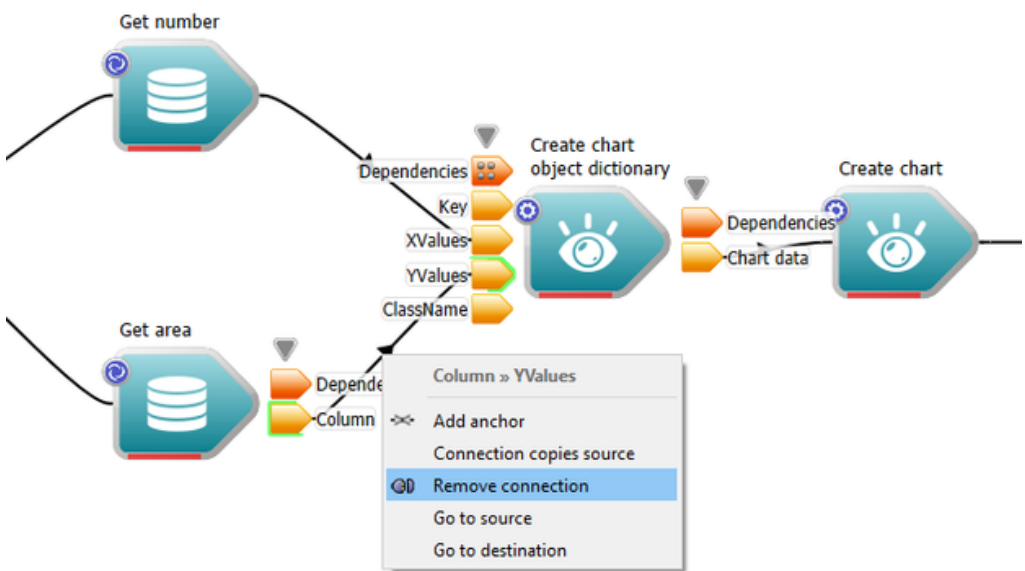 Get number
Create chart
object dictionary
Create chart
Dependencies
Key
XValues
YValues
ClassName
Dependencies
Chart data
Get area
Depende
Column
Column » YValues
Add anchor
Connection copies source
Remove connection
Go to source
Go to destination